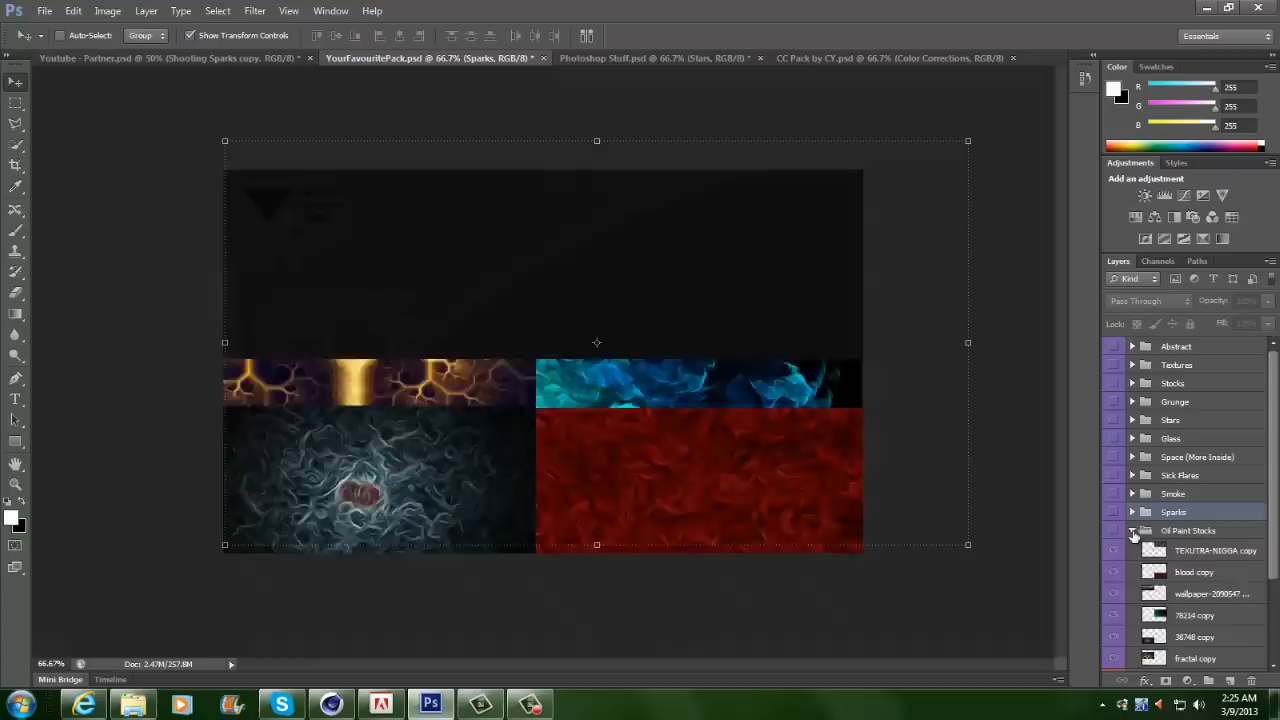 Ps File Edit Image Layer Type Select Filter View Window Help
Auto-Select: Group Show Transform Controls Essentials
Youtube - Partner.psd @ 50% (Shooting Sparks copy, RGB/8) * × YourFavouritePack.psd @ 66.7% (Sparks, RGB/8) * × Photoshop Stuff.psd @ 66.7% (Stars, RGB/8) * × CC Pack by CY.psd @ 66.7% (Color Corrections, RGB/8) ×
Color Swatches
R 255
G 255
B 255
Adjustments Styles
Add an adjustment
Layers Channels Paths
Kind
Pass Through Opacity: 100%
Lock: Fill: 100%
Abstract
Textures
Stocks
Grunge
Stars
Glass
Space (More Inside)
Sick Flares
Smoke
Sparks
Oil Paint Stocks
TEXUTRA-NIGGA copy
blood copy
wallpaper-2090547 ...
78214 copy
38748 copy
fractal copy
66.67% Doc: 2.47M/257.8M
Mini Bridge Timeline
2:25 AM
3/9/2013